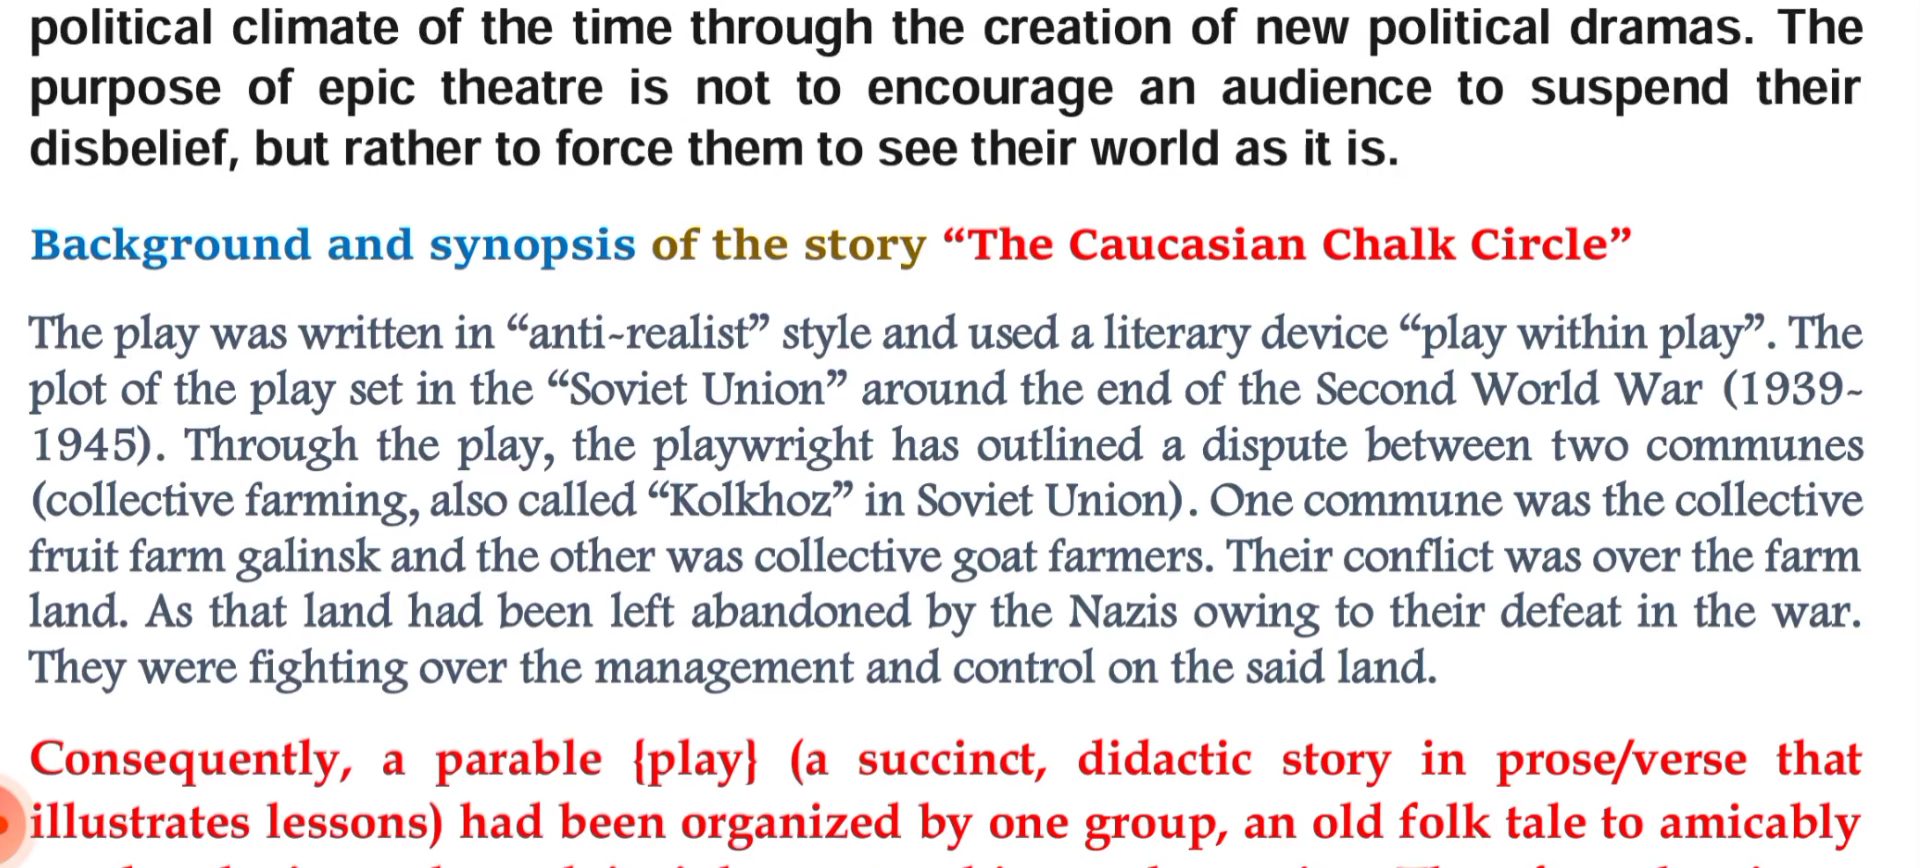 political climate of the time through the creation of new political dramas. The
purpose of epic theatre is not to encourage an audience to suspend their
disbelief, but rather to force them to see their world as it is.
Background and synopsis of the story “The Caucasian Chalk Circle”
The play was written in “anti-realist” style and used a literary device “play within play”. The
plot of the play set in the “Soviet Union” around the end of the Second World War (1939-
1945). Through the play, the playwright has outlined a dispute between two communes
(collective farming, also called “Kolkhoz” in Soviet Union). One commune was the collective
fruit farm galinsk and the other was collective goat farmers. Their conflict was over the farm
land. As that land had been left abandoned by the Nazis owing to their defeat in the war.
They were fighting over the management and control on the said land.
Consequently, a parable {play} (a succinct, didactic story in prose/verse that
illustrates lessons) had been organized by one group, an old folk tale to amicably